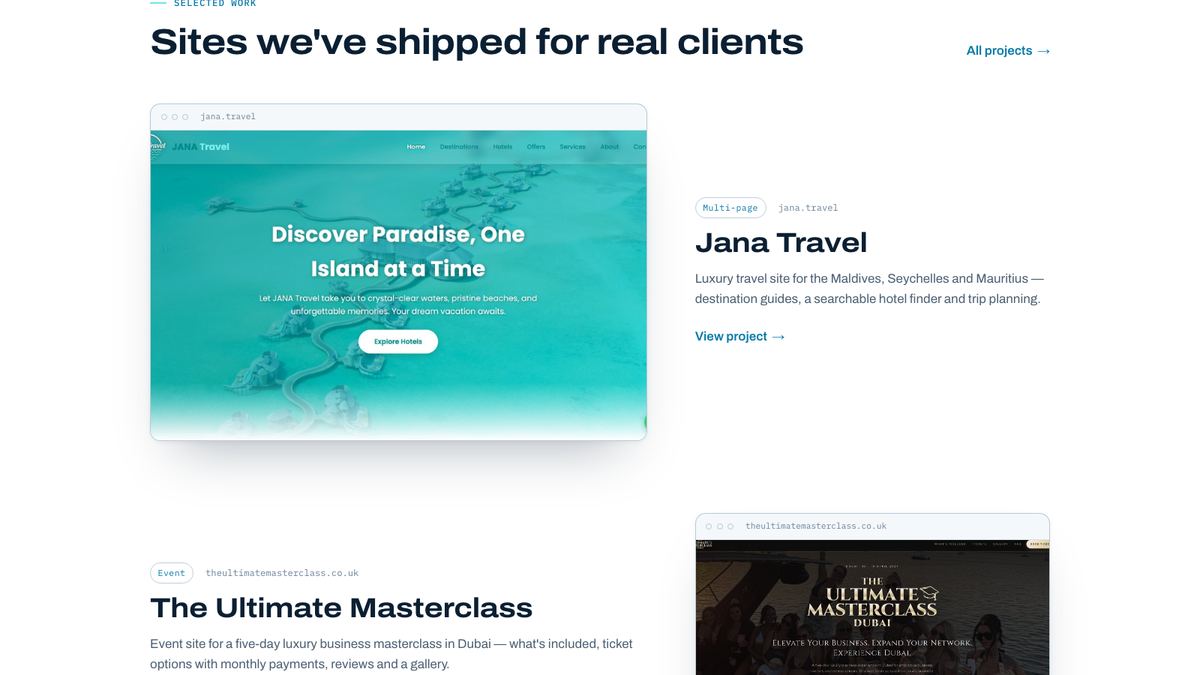 SELECTED WORK
Sites we've shipped for real clients
All projects →
jana.travel
JANA Travel
Home Destinations Hotels Offers Services About Con
Discover Paradise, One
Island at a Time
Let JANA Travel take you to crystal-clear waters, pristine beaches, and
unforgettable memories. Your dream vacation awaits.
Explore Hotels
Multi-page jana.travel
Jana Travel
Luxury travel site for the Maldives, Seychelles and Mauritius —
destination guides, a searchable hotel finder and trip planning.
View project →
Event theultimatemasterclass.co.uk
The Ultimate Masterclass
Event site for a five-day luxury business masterclass in Dubai — what's included, ticket
options with monthly payments, reviews and a gallery.
theultimatemasterclass.co.uk
THE
ULTIMATE
MASTERCLASS
DUBAI
Elevate Your Business. Expand Your Network.
Experience Dubai.